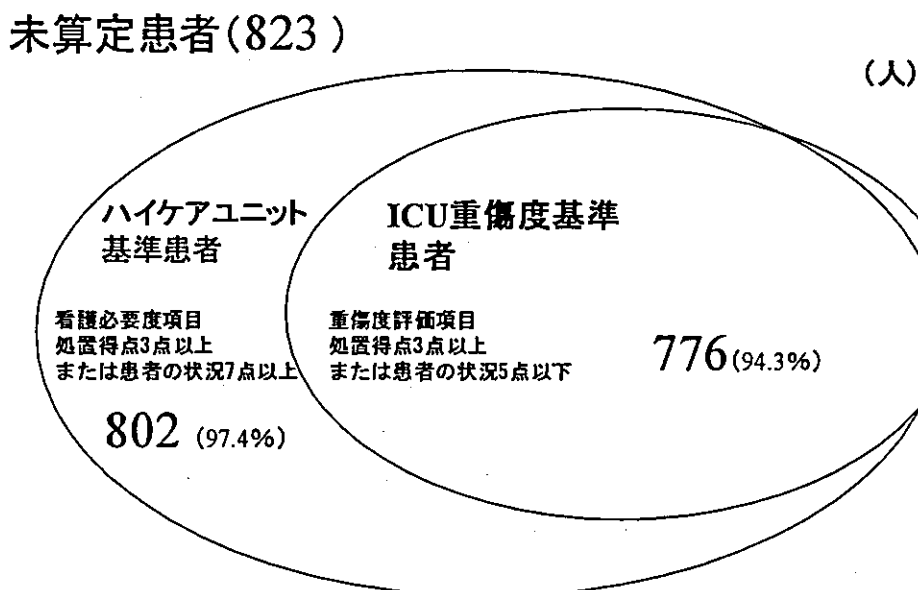 未算定患者(823 )
(人)
ハイケアユニット
基準患者
看護必要度項目
処置得点3点以上
または患者の状況7点以上
802 (97.4%)
ICU重傷度基準
患者
重傷度評価項目
処置得点3点以上
または患者の状況5点以下
776(94.3%)